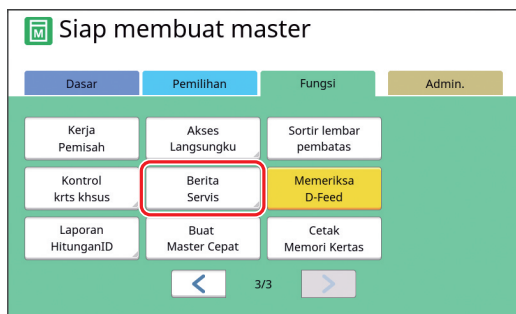 M
Siap membuat master
Dasar
Pemilihan
Fungsi
Admin.
Kerja
Pemisah
Akses
Langsungku
Sortir lembar
pembatas
Kontrol
krts khsus
Berita
Servis
Memeriksa
D-Feed
Laporan
HitunganID
Buat
Master Cepat
Cetak
Memori Kertas
3/3